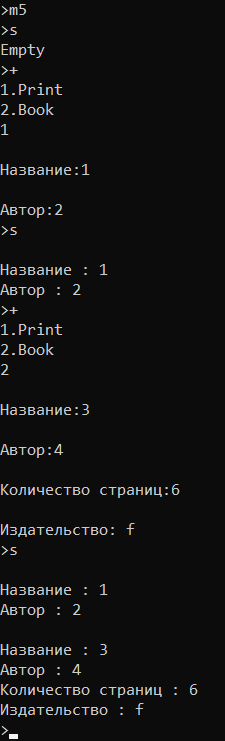 >m5
>s
Empty
>+
1.Print
2.Book
1
Название:1
Автор:2
>s
Название : 1
Автор : 2
>+
1.Print
2.Book
2
Название:3
Автор:4
Количество страниц:6
Издательство: f
>s
Название : 1
Автор : 2
Название : 3
Автор : 4
Количество страниц : 6
Издательство : f
>